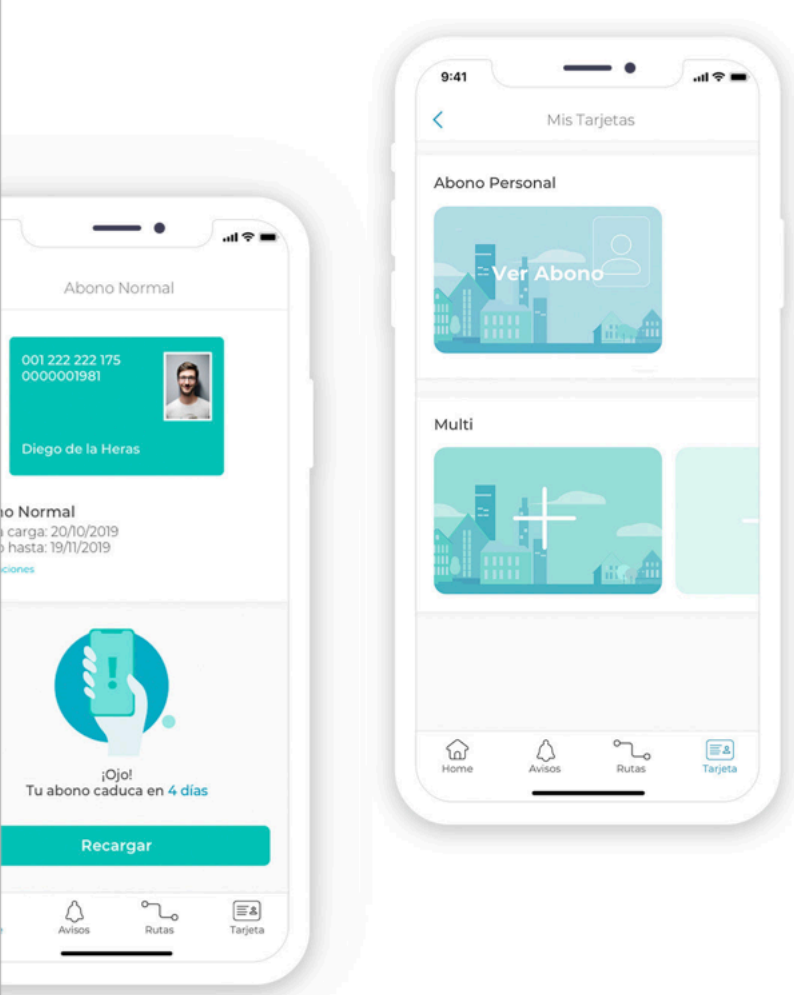 9:41
Mis Tarjetas
Abono Personal
Ver Abono
Multi
Home
Avisos
Rutas
Tarjeta
Abono Normal
001 222 222 175
0000001981
Diego de la Heras
Normal
carga: 20/10/2019
hasta: 19/11/2019
¡Ojo!
Tu abono caduca en 4 días
Recargar
Avisos
Rutas
Tarjeta